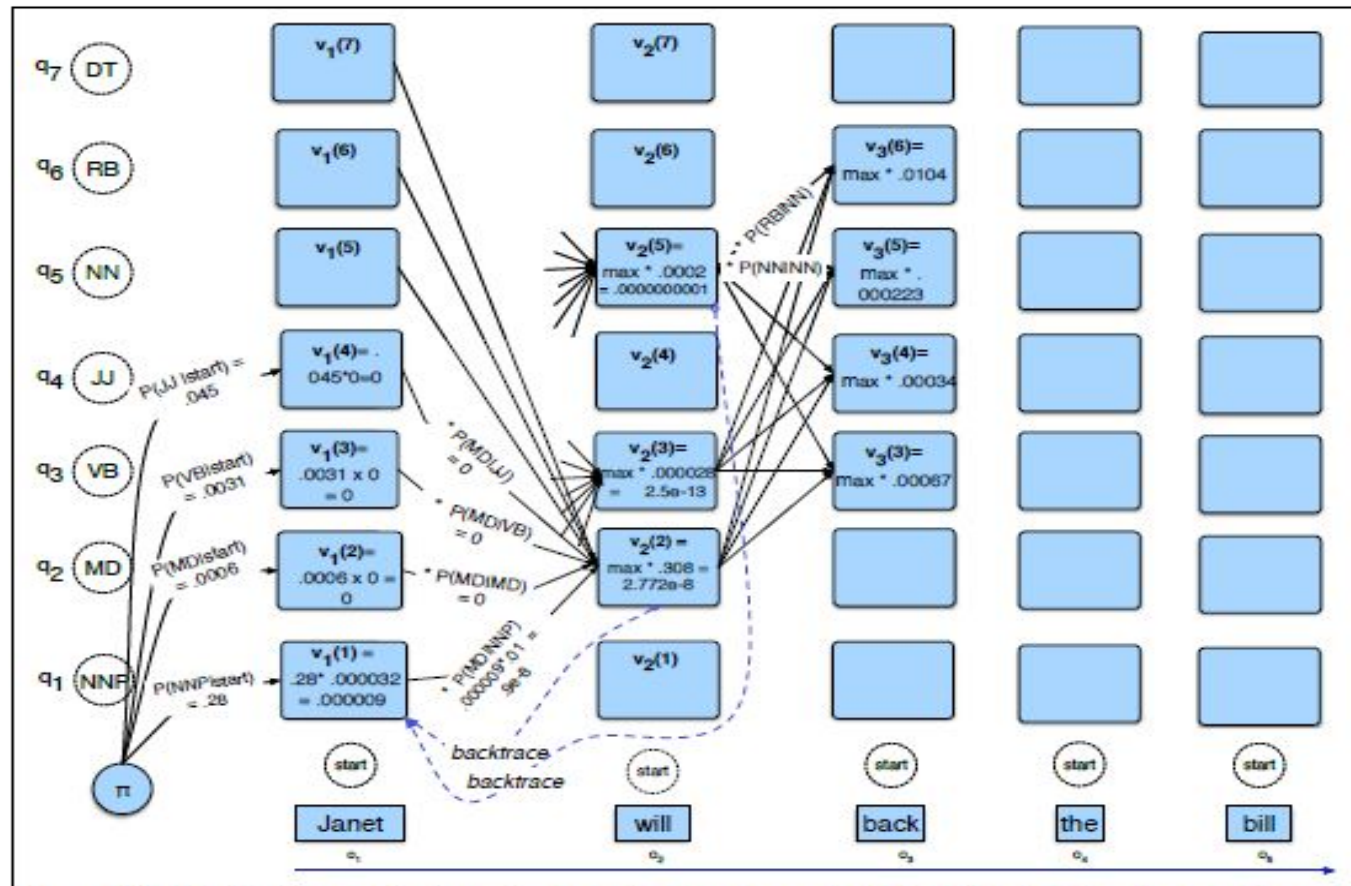 q7 DT
v1(7)
v2(7)
q6 RB
v1(6)
v2(6)
v3(6)=
max * .0104
* P(RB|NN)
q5 NN
v1(5)
v2(5)=
max * .0002
= .0000000001
* P(NN|NN)
v3(5)=
max * .
000223
q4 JJ
P(JJ |start) =
.045
v1(4)= .
045*0=0
v2(4)
v3(4)=
max * .00034
* P(MD|JJ)
= 0
q3 VB
P(VB|start)
= .0031
v1(3)=
.0031 x 0
= 0
* P(MD|VB)
= 0
v2(3)=
max * .000028
= 2.5e-13
v3(3)=
max * .00067
q2 MD
P(MD|start)
= .0006
v1(2)=
.0006 x 0 =
0
* P(MD|MD)
= 0
v2(2) =
max * .308 =
2.772e-8
q1 NNP
P(NNP|start)
= .28
v1(1) =
.28* .000032
= .000009
* P(MD|NNP)
.000009*.01 =
.9e-6
v2(1)
backtrace
backtrace
π
start
start
start
start
start
Janet
will
back
the
bill
o1
o2
o3
o4
o5